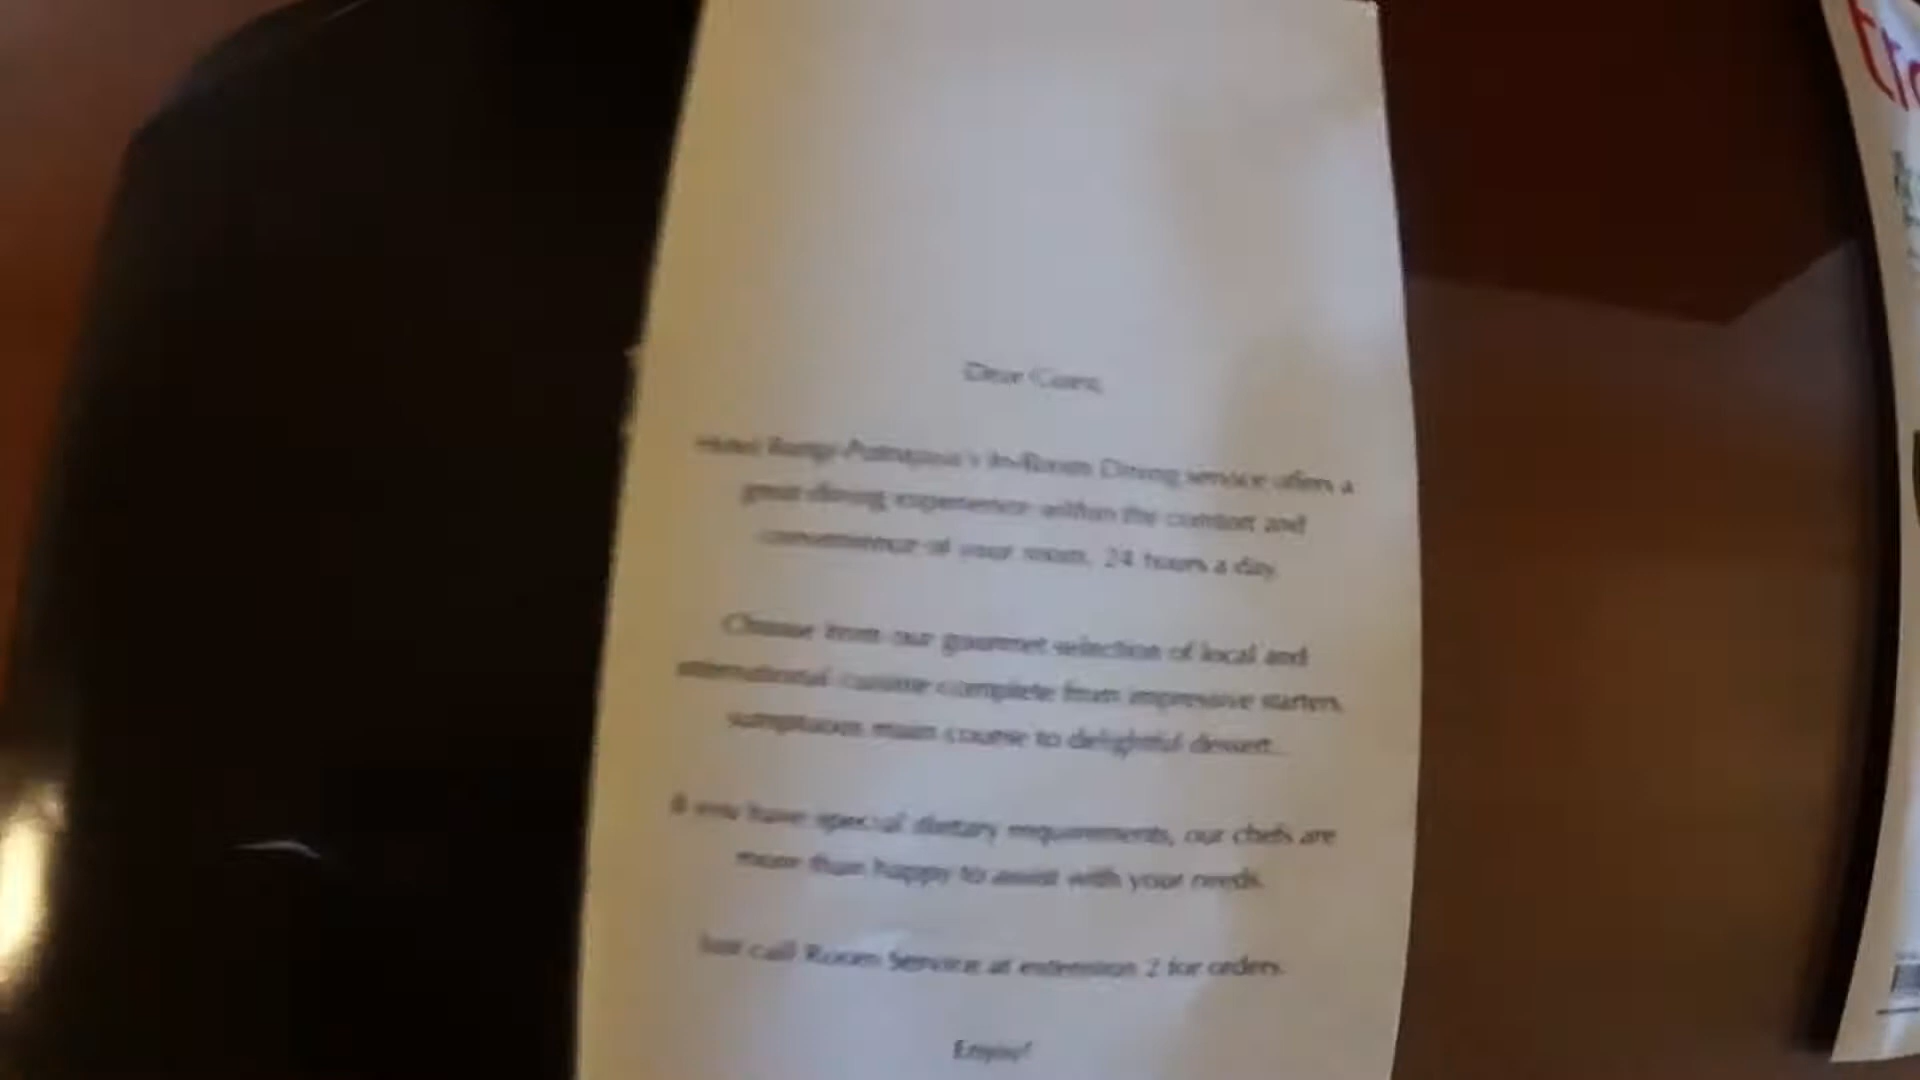 Dear Guest,
Hotel In-Room Dining service offers a
great dining experience within the comfort and
convenience of your room, 24 hours a day.
Choose from our gourmet selection of local and
international cuisine complete from impressive starters,
sumptuous main course to delightful dessert.
If you have special dietary requirements, our chefs are
more than happy to assist with your needs.
Just call Room Service at extension 2 for orders.
Enjoy!